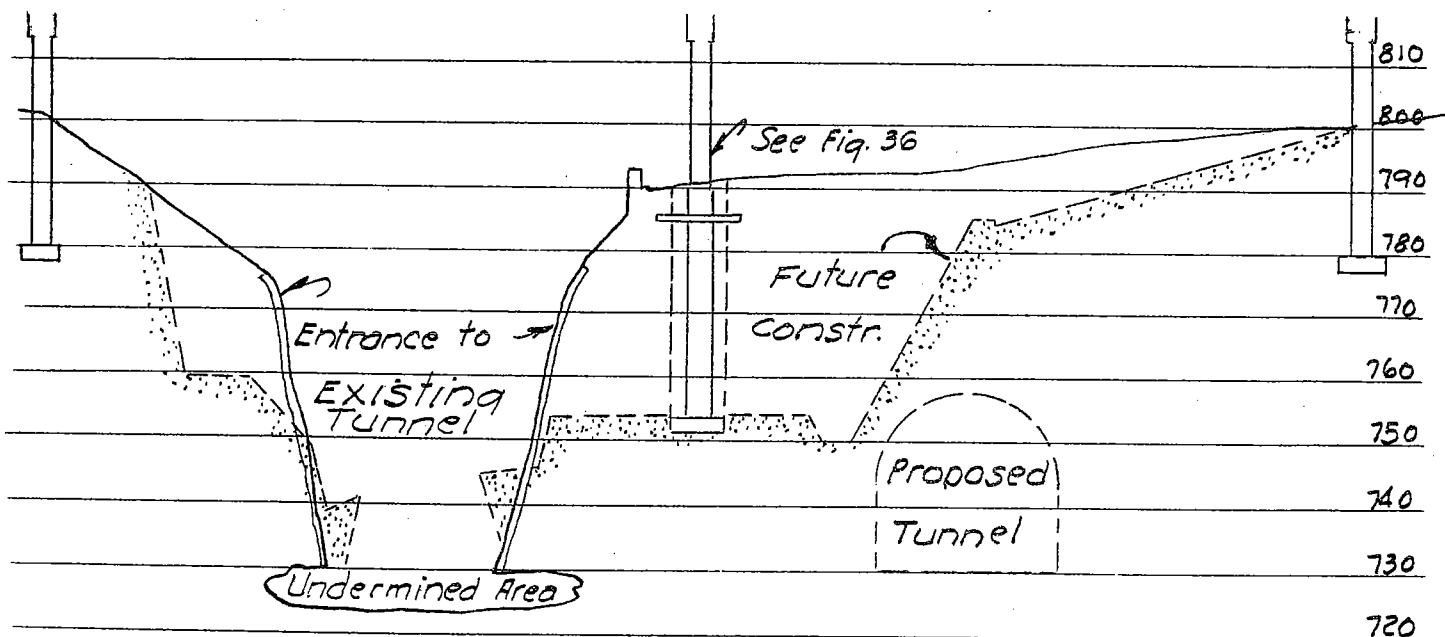 810
800
See Fig. 36
790
780
Future
Constr.
770
Entrance to
Existing
Tunnel
760
750
Proposed
Tunnel
740
730
Undermined Area
720